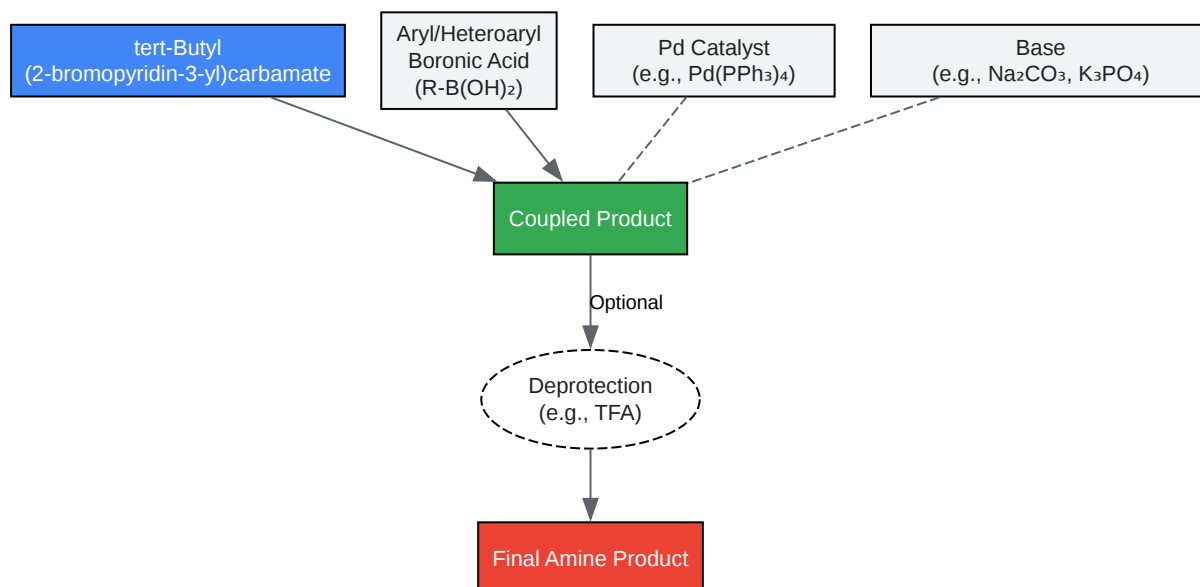 tert-Butyl
(2-bromopyridin-3-yl)carbamate
Aryl/Heteroaryl
Boronic Acid
(R-B(OH)₂)
Pd Catalyst
(e.g., Pd(PPh₃)₄)
Base
(e.g., Na₂CO₃, K₃PO₄)
Coupled Product
Optional
Deprotection
(e.g., TFA)
Final Amine Product